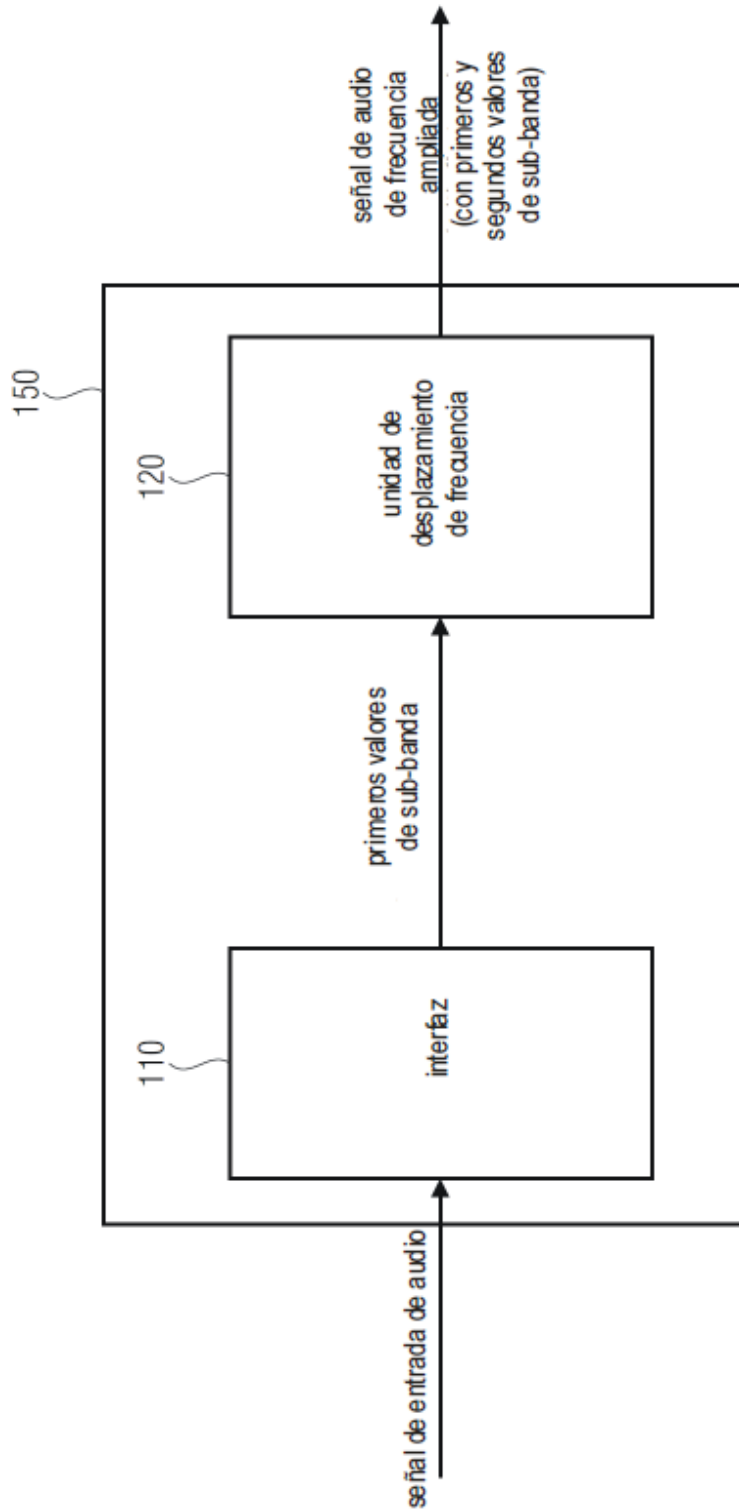 150
110
120
señal de entrada de audio
interfaz
primeros valores
de sub-banda
unidad de
desplazamiento
de frecuencia
señal de audio
de frecuencia
ampliada
(con primeros y
segundos valores
de sub-banda)